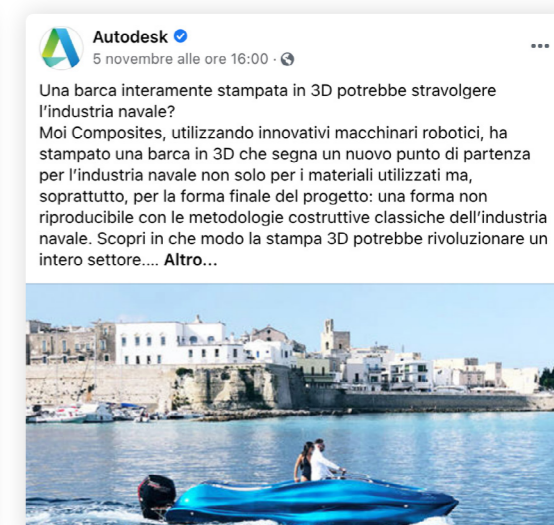 Autodesk
5 novembre alle ore 16:00 ·
Una barca interamente stampata in 3D potrebbe stravolgere
l'industria navale?
Moi Composites, utilizzando innovativi macchinari robotici, ha
stampato una barca in 3D che segna un nuovo punto di partenza
per l'industria navale non solo per i materiali utilizzati ma,
soprattutto, per la forma finale del progetto: una forma non
riproducibile con le metodologie costruttive classiche dell'industria
navale. Scopri in che modo la stampa 3D potrebbe rivoluzionare un
intero settore.... Altro...